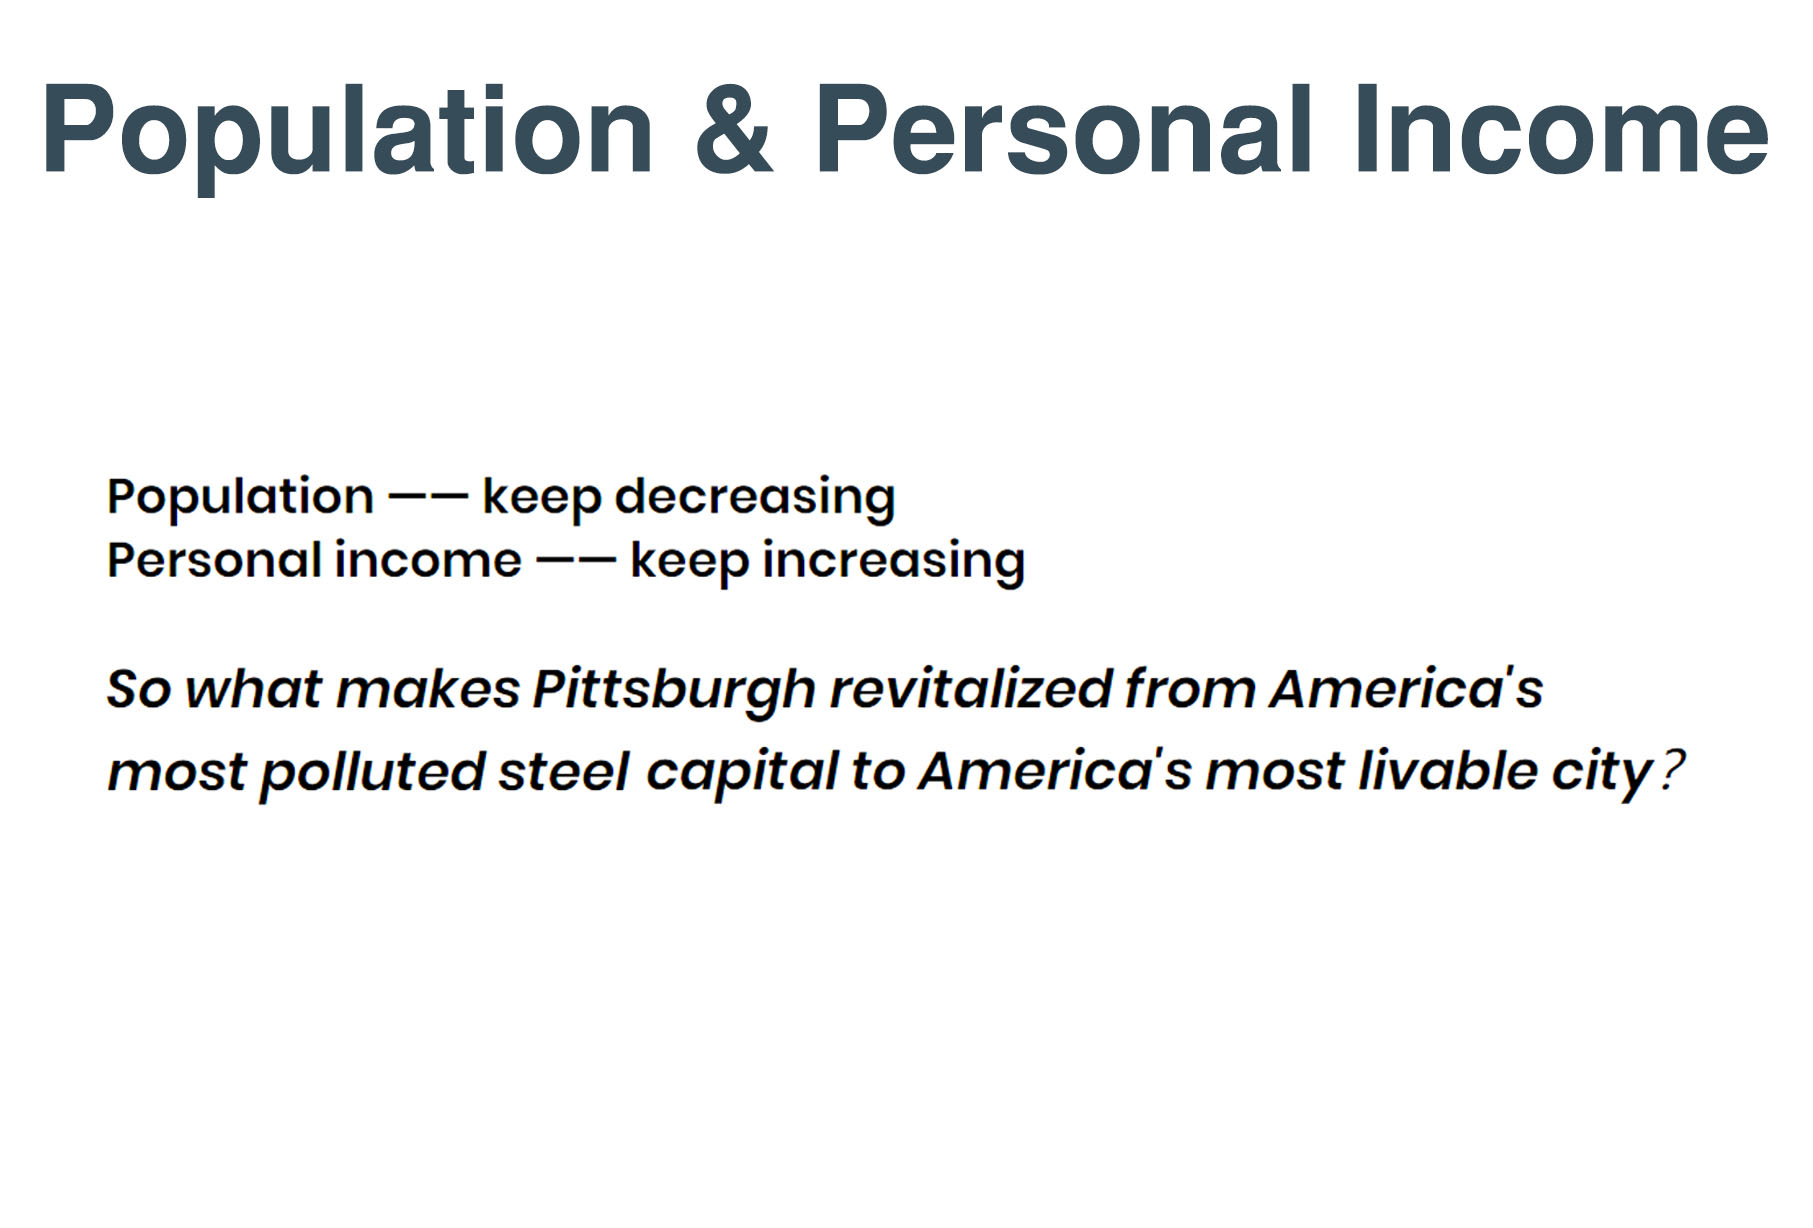 Population & Personal Income
Population —— keep decreasing
Personal income —— keep increasing
So what makes Pittsburgh revitalized from America's
most polluted steel capital to America's most livable city?